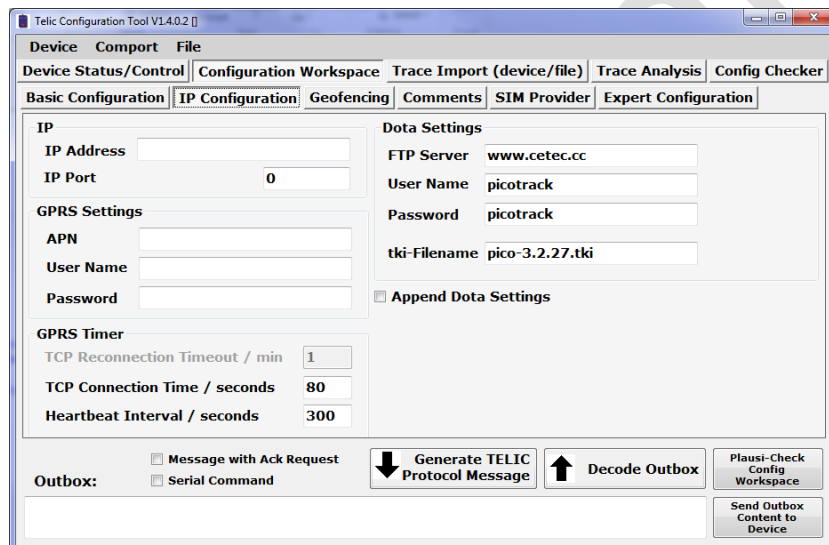 Telic Configuration Tool V1.4.0.2 []
Device Comport File
Device Status/Control Configuration Workspace Trace Import (device/file) Trace Analysis Config Checker
Basic Configuration IP Configuration Geofencing Comments SIM Provider Expert Configuration
IP
IP Address
IP Port 0
GPRS Settings
APN
User Name
Password
GPRS Timer
TCP Reconnection Timeout / min 1
TCP Connection Time / seconds 80
Heartbeat Interval / seconds 300
Dota Settings
FTP Server www.cetec.cc
User Name picotrack
Password picotrack
tki-Filename pico-3.2.27.tki
Append Dota Settings
Outbox:
Message with Ack Request
Serial Command
Generate TELIC
Protocol Message
Decode Outbox
Plausi-Check
Config
Workspace
Send Outbox
Content to
Device